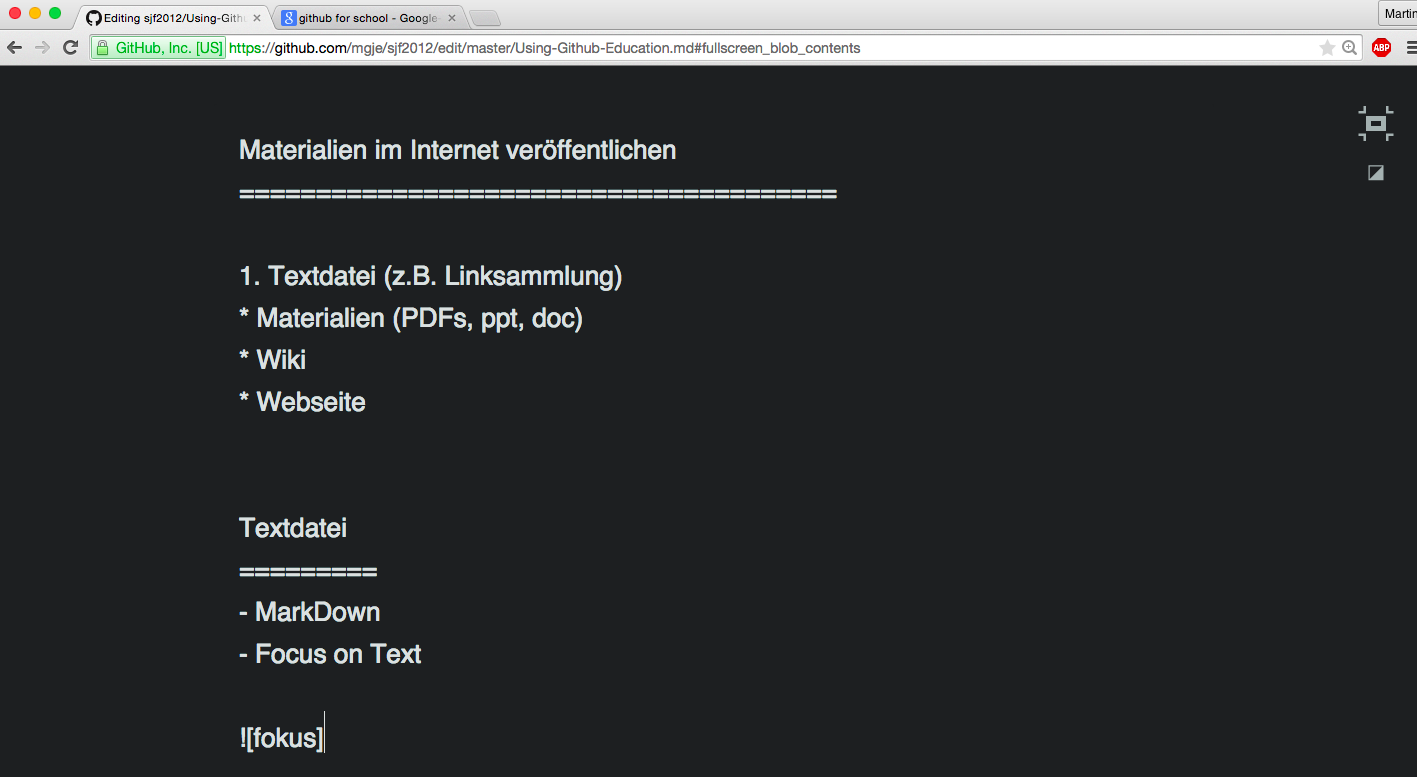 Editing sjf2012/Using-Gith
github for school - Google
Martin
GitHub, Inc. [US] https://github.com/mgje/sjf2012/edit/master/Using-Github-Education.md#fullscreen_blob_contents
ABP
Materialien im Internet veröffentlichen
=======================================
1. Textdatei (z.B. Linksammlung)
* Materialien (PDFs, ppt, doc)
* Wiki
* Webseite
Textdatei
=========
- MarkDown
- Focus on Text
![fokus]